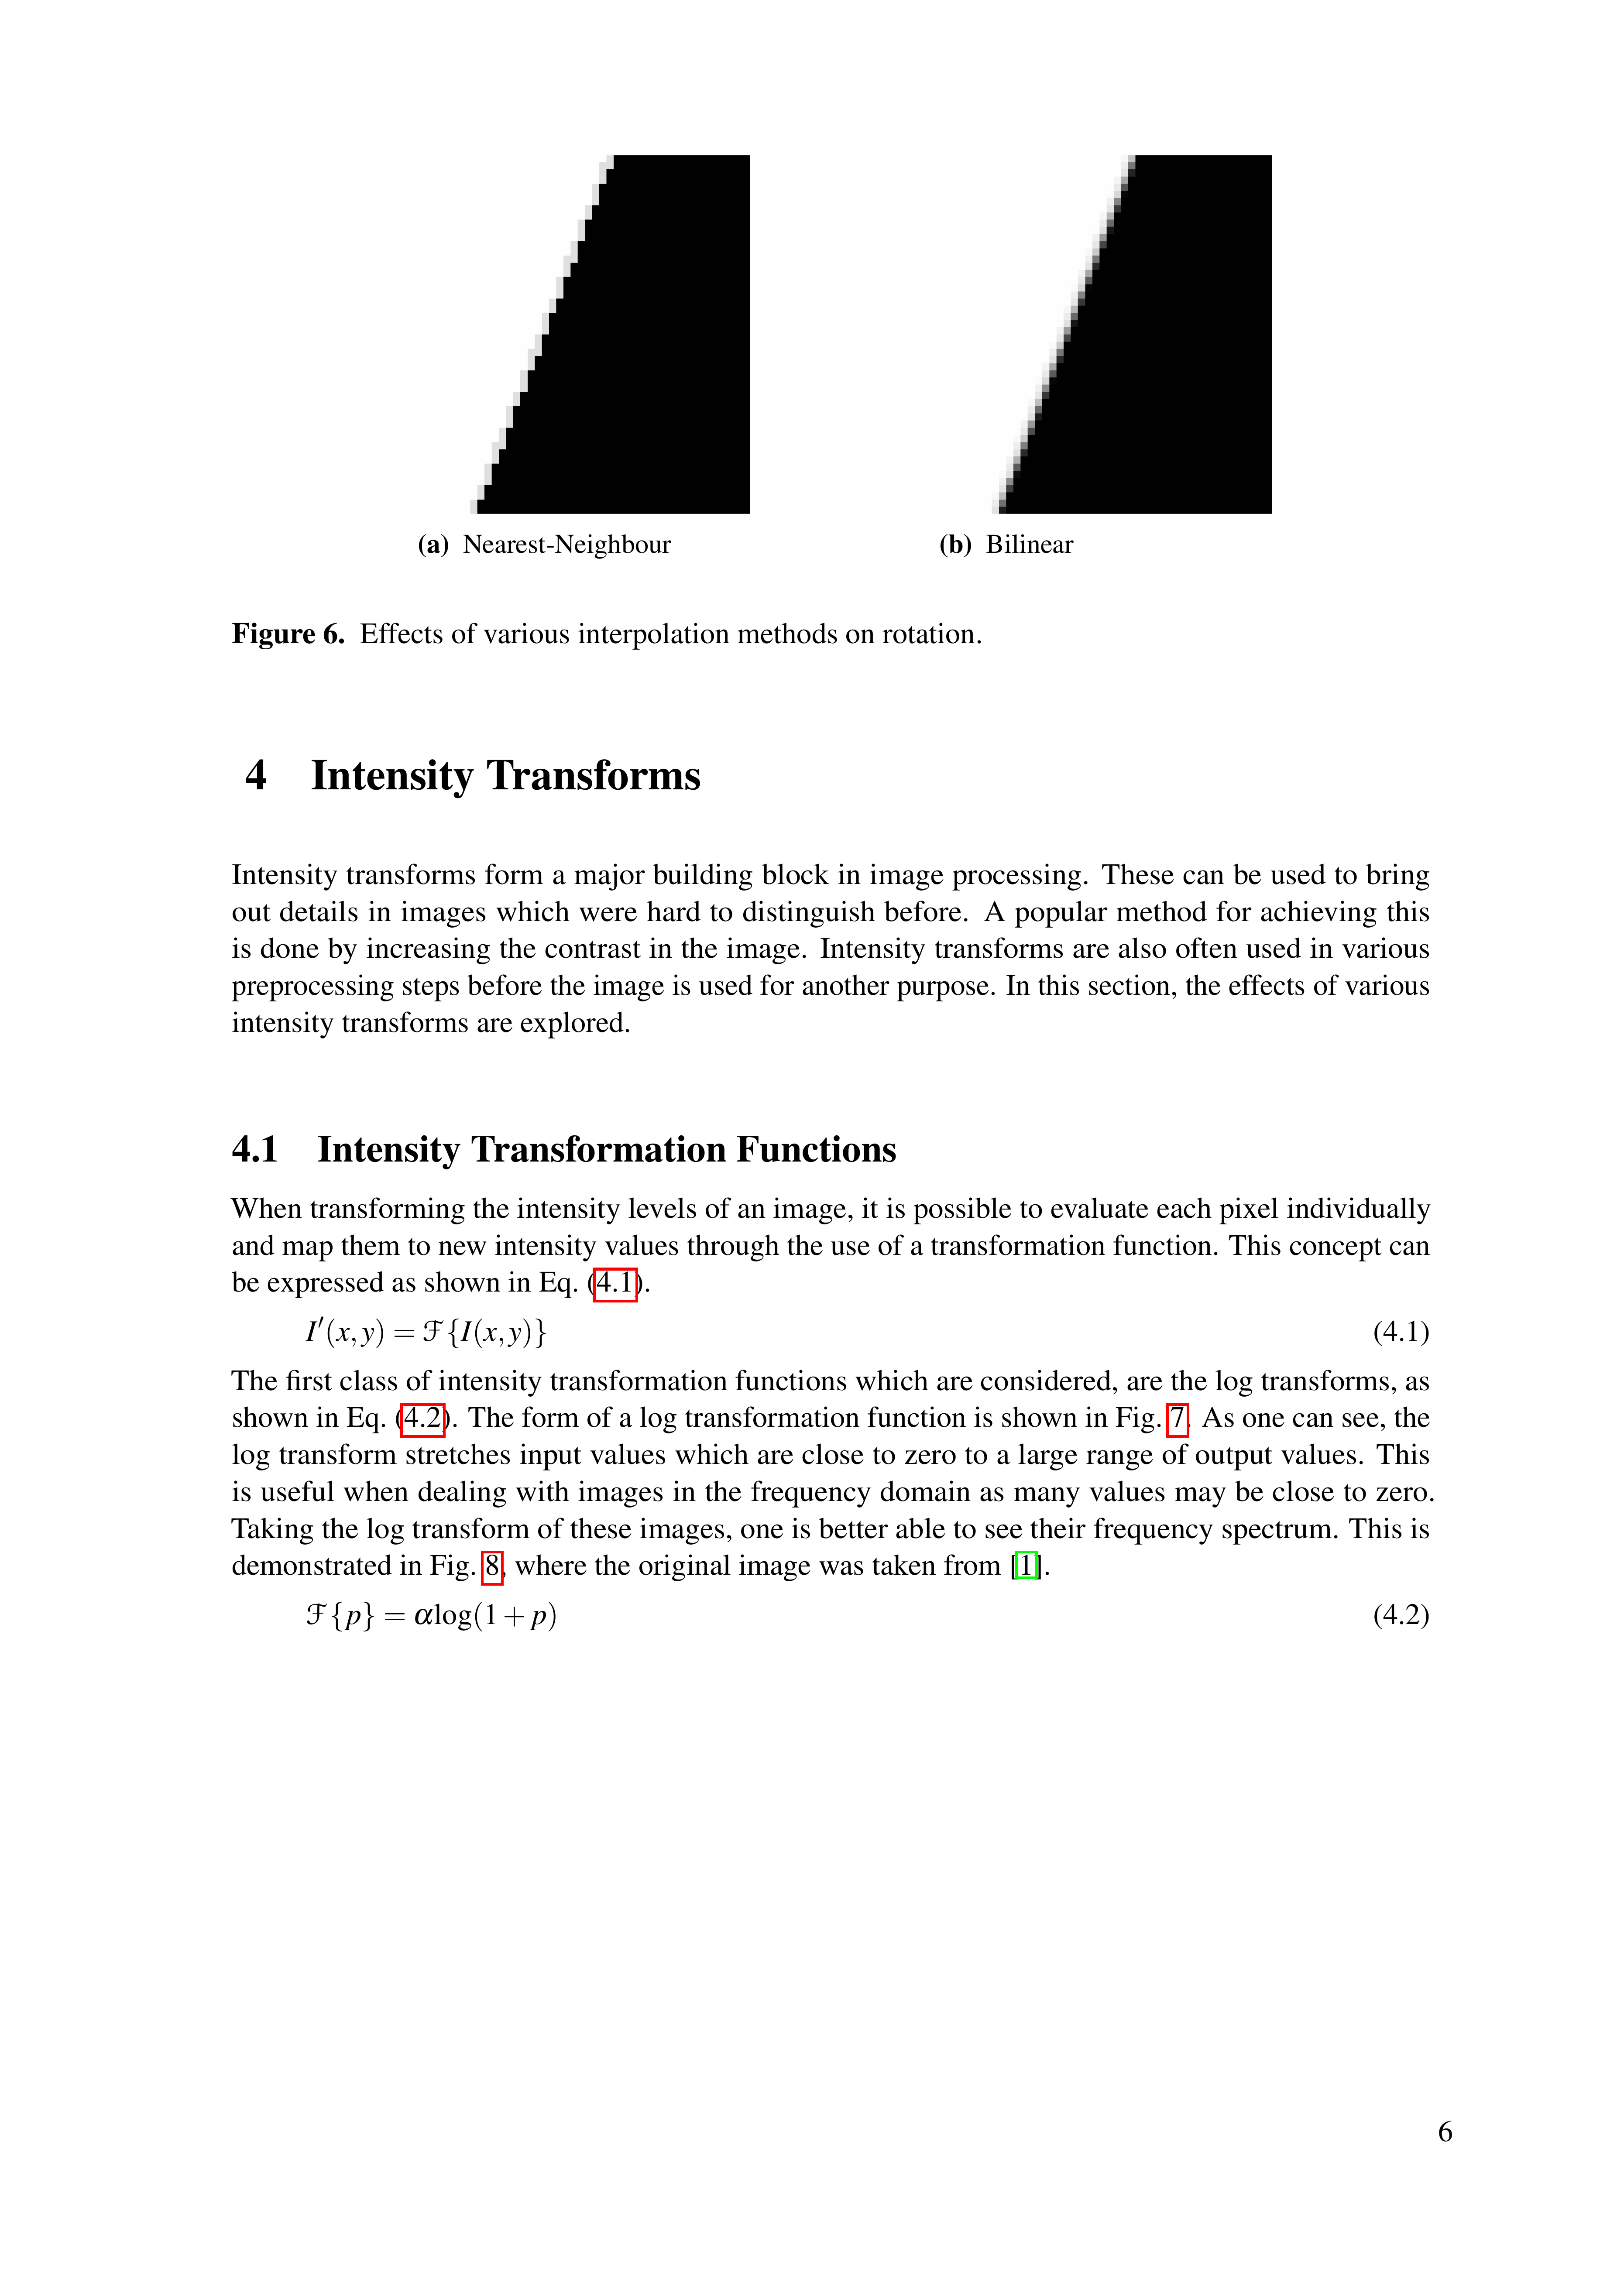 (a) Nearest-Neighbour
(b) Bilinear
Figure 6. Effects of various interpolation methods on rotation.
4 Intensity Transforms
Intensity transforms form a major building block in image processing. These can be used to bring
out details in images which were hard to distinguish before. A popular method for achieving this
is done by increasing the contrast in the image. Intensity transforms are also often used in various
preprocessing steps before the image is used for another purpose. In this section, the effects of various
intensity transforms are explored.
4.1 Intensity Transformation Functions
When transforming the intensity levels of an image, it is possible to evaluate each pixel individually
and map them to new intensity values through the use of a transformation function. This concept can
be expressed as shown in Eq. (4.1).
I′(x,y) = ℱ{I(x,y)} (4.1)
The first class of intensity transformation functions which are considered, are the log transforms, as
shown in Eq. (4.2). The form of a log transformation function is shown in Fig. 7. As one can see, the
log transform stretches input values which are close to zero to a large range of output values. This
is useful when dealing with images in the frequency domain as many values may be close to zero.
Taking the log transform of these images, one is better able to see their frequency spectrum. This is
demonstrated in Fig. 8, where the original image was taken from [1].
ℱ{p} = αlog(1 + p) (4.2)
6